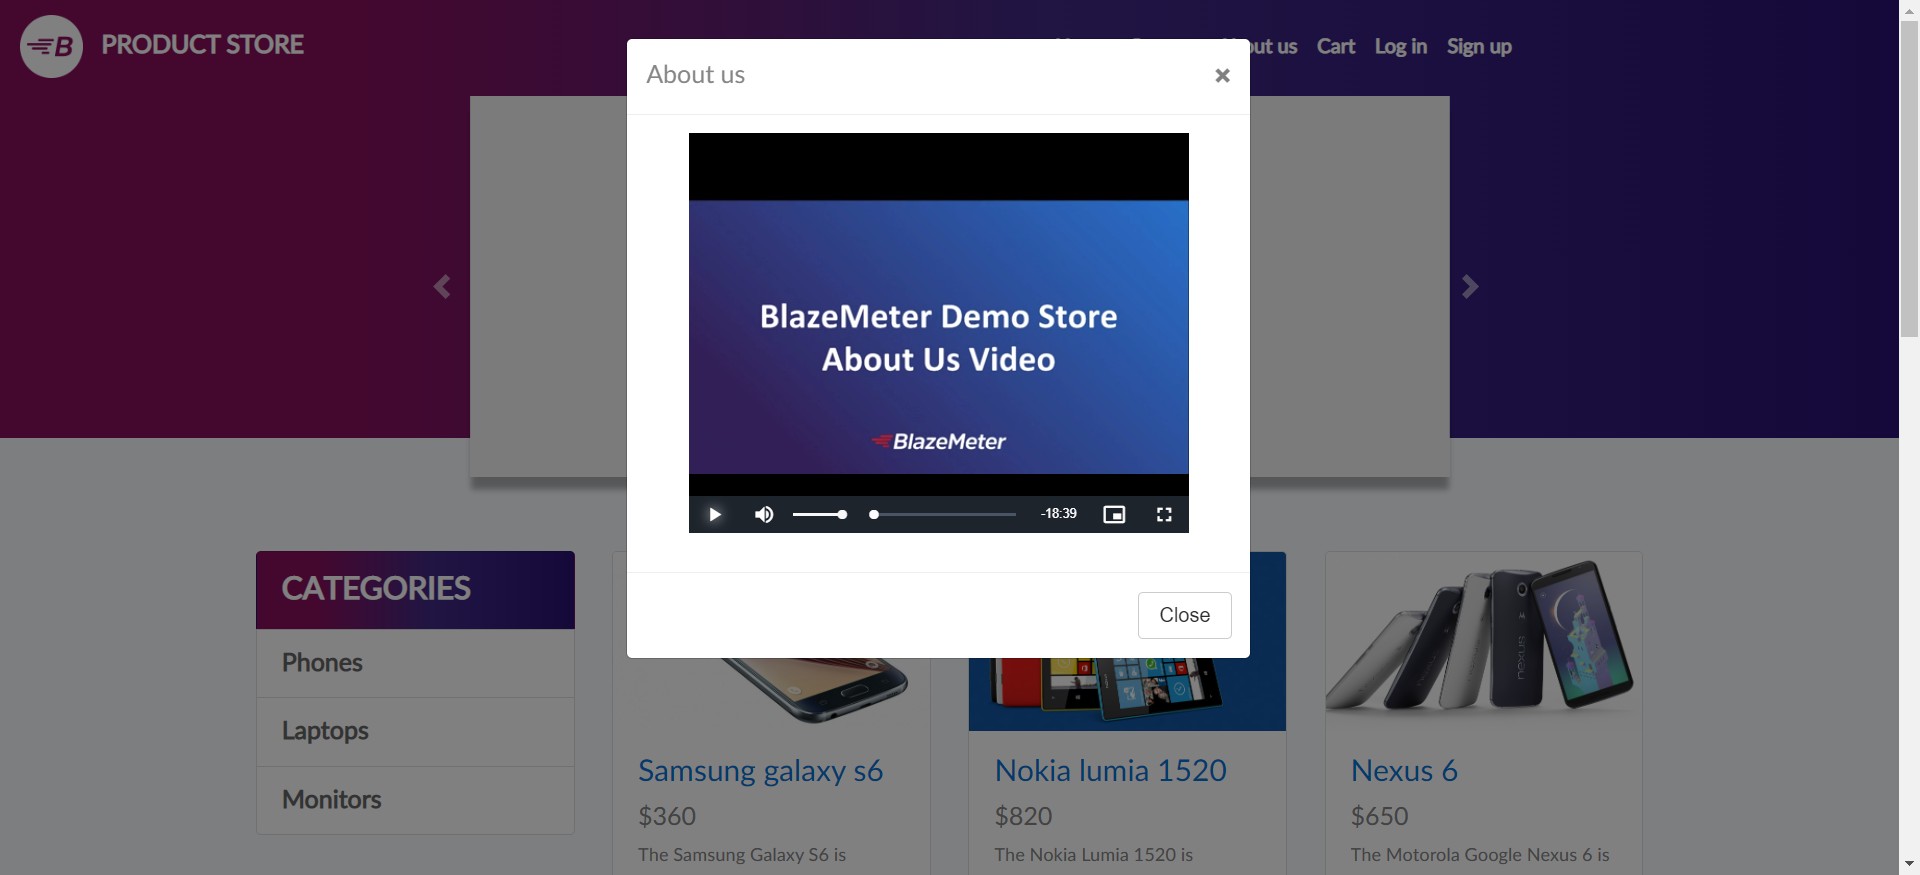 B PRODUCT STORE
out us Cart Log in Sign up
About us
×
BlazeMeter Demo Store
About Us Video
BlazeMeter
-18:39
Close
CATEGORIES
Phones
Laptops
Monitors
Samsung galaxy s6
$360
The Samsung Galaxy S6 is
Nokia lumia 1520
$820
The Nokia Lumia 1520 is
Nexus 6
$650
The Motorola Google Nexus 6 is